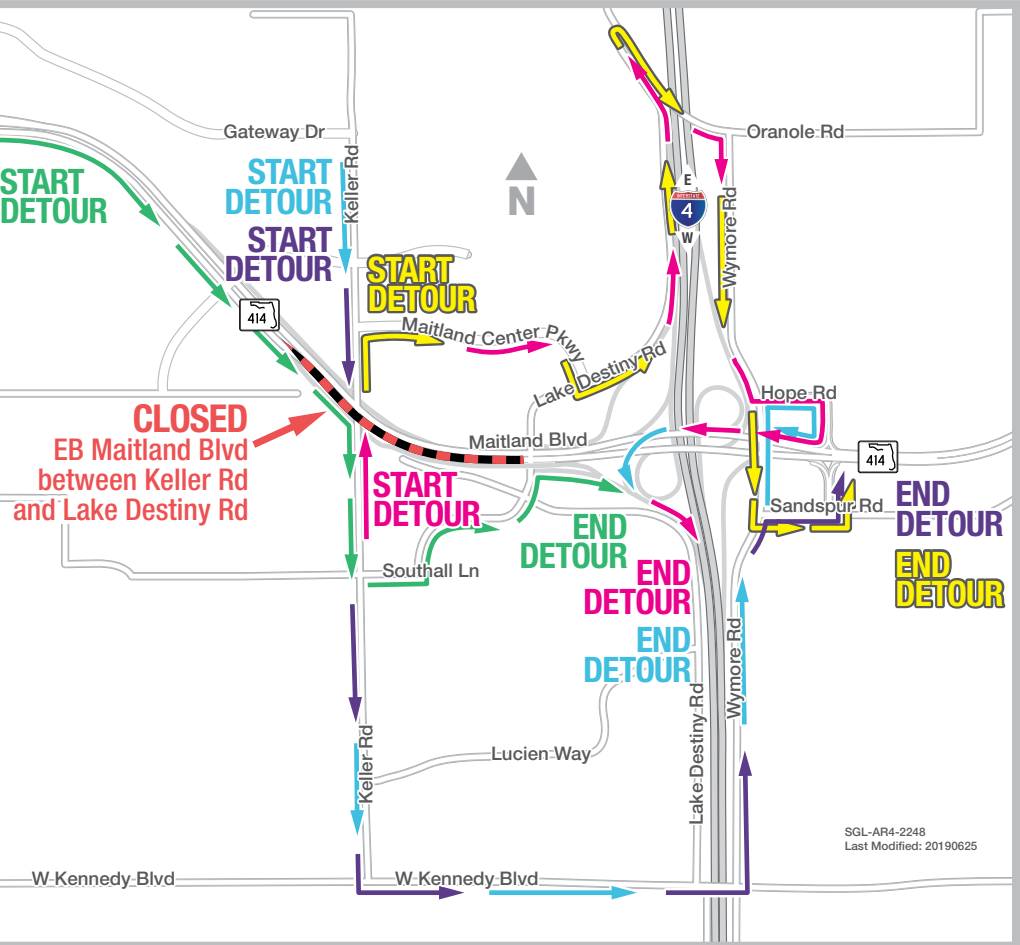 Gateway Dr
Oranole Rd
Keller Rd
START
DETOUR
START
DETOUR
START
DETOUR
N
E
INTERSTATE
4
W
Wymore Rd
START
DETOUR
414
Maitland Center Pkwy
Lake Destiny Rd
Hope Rd
CLOSED
EB Maitland Blvd
between Keller Rd
and Lake Destiny Rd
Maitland Blvd
414
START
DETOUR
Sandspur Rd
END
DETOUR
END
DETOUR
Southall Ln
END
DETOUR
END
DETOUR
END
DETOUR
Wymore Rd
Lake Destiny Rd
Keller Rd
Lucien Way
SGL-AR4-2248
Last Modified: 20190625
W Kennedy Blvd
W Kennedy Blvd